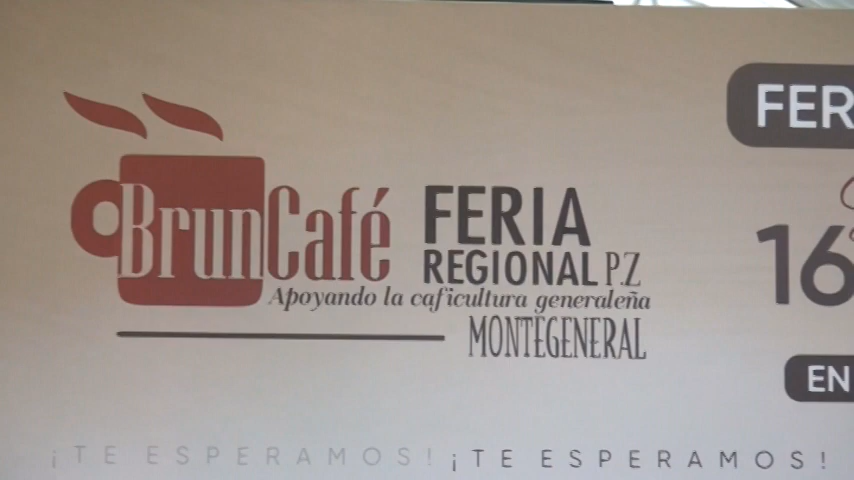 BrunCafé
FERIA
REGIONAL P.Z
Apoyando la caficultura generaleña
MONTEGENERAL
FER
16
EN
¡TE ESPERAMOS! ¡TE ESPERAMOS!